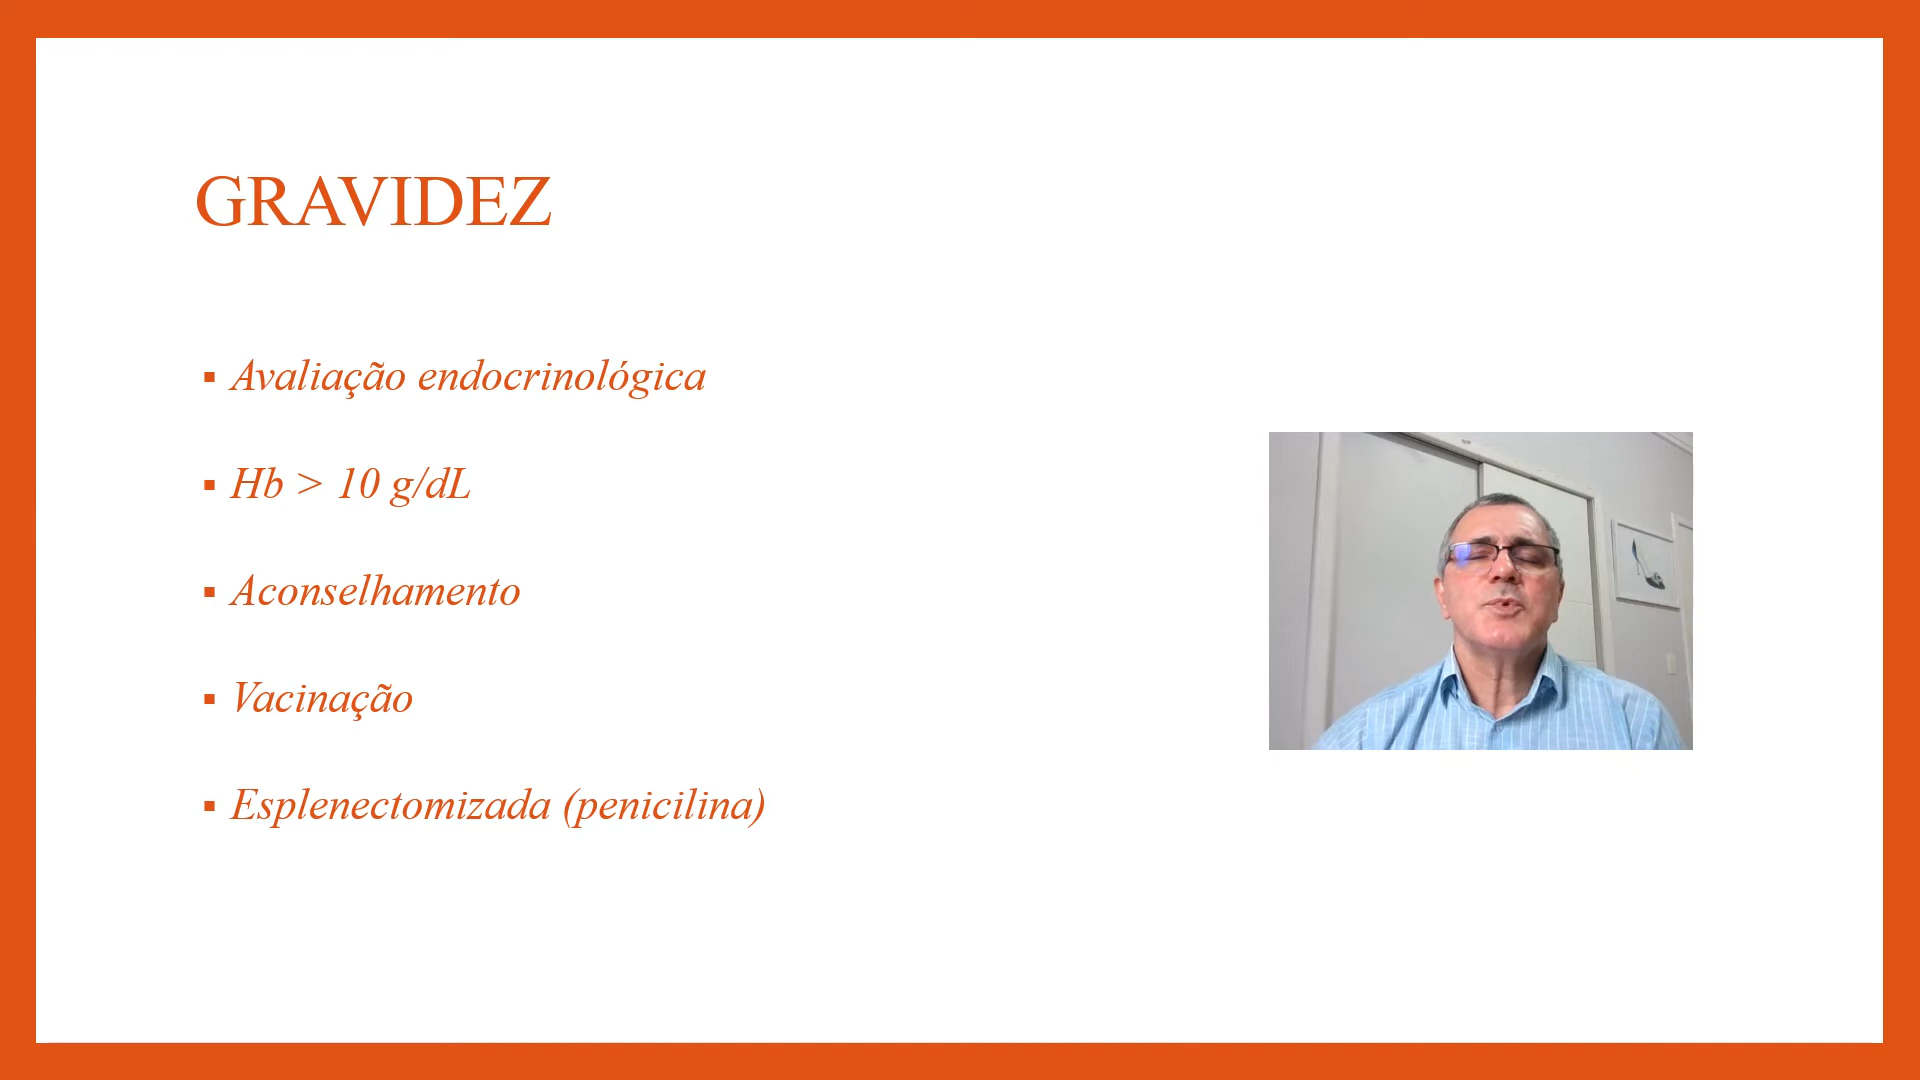 GRAVIDEZ
▪ Avaliação endocrinológica
▪ Hb > 10 g/dL
▪ Aconselhamento
▪ Vacinação
▪ Esplenectomizada (penicilina)